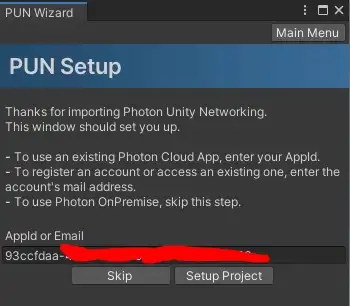 PUN Wizard
Main Menu
PUN Setup
Thanks for importing Photon Unity Networking.
This window should set you up.
- To use an existing Photon Cloud App, enter your AppId.
- To register an account or access an existing one, enter the
account's mail address.
- To use Photon OnPremise, skip this step.
AppId or Email
93ccfdaa-
Skip Setup Project